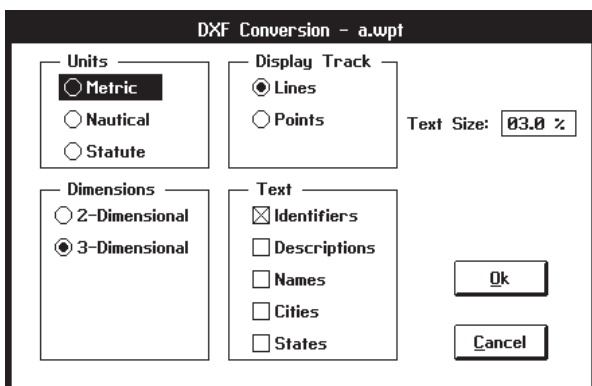 DXF Conversion - a.wpt
Units
Metric
Nautical
Statute
Display Track
Lines
Points
Text Size: 03.0 %
Dimensions
2-Dimensional
3-Dimensional
Text
Identifiers
Descriptions
Names
Cities
States
Ok
Cancel